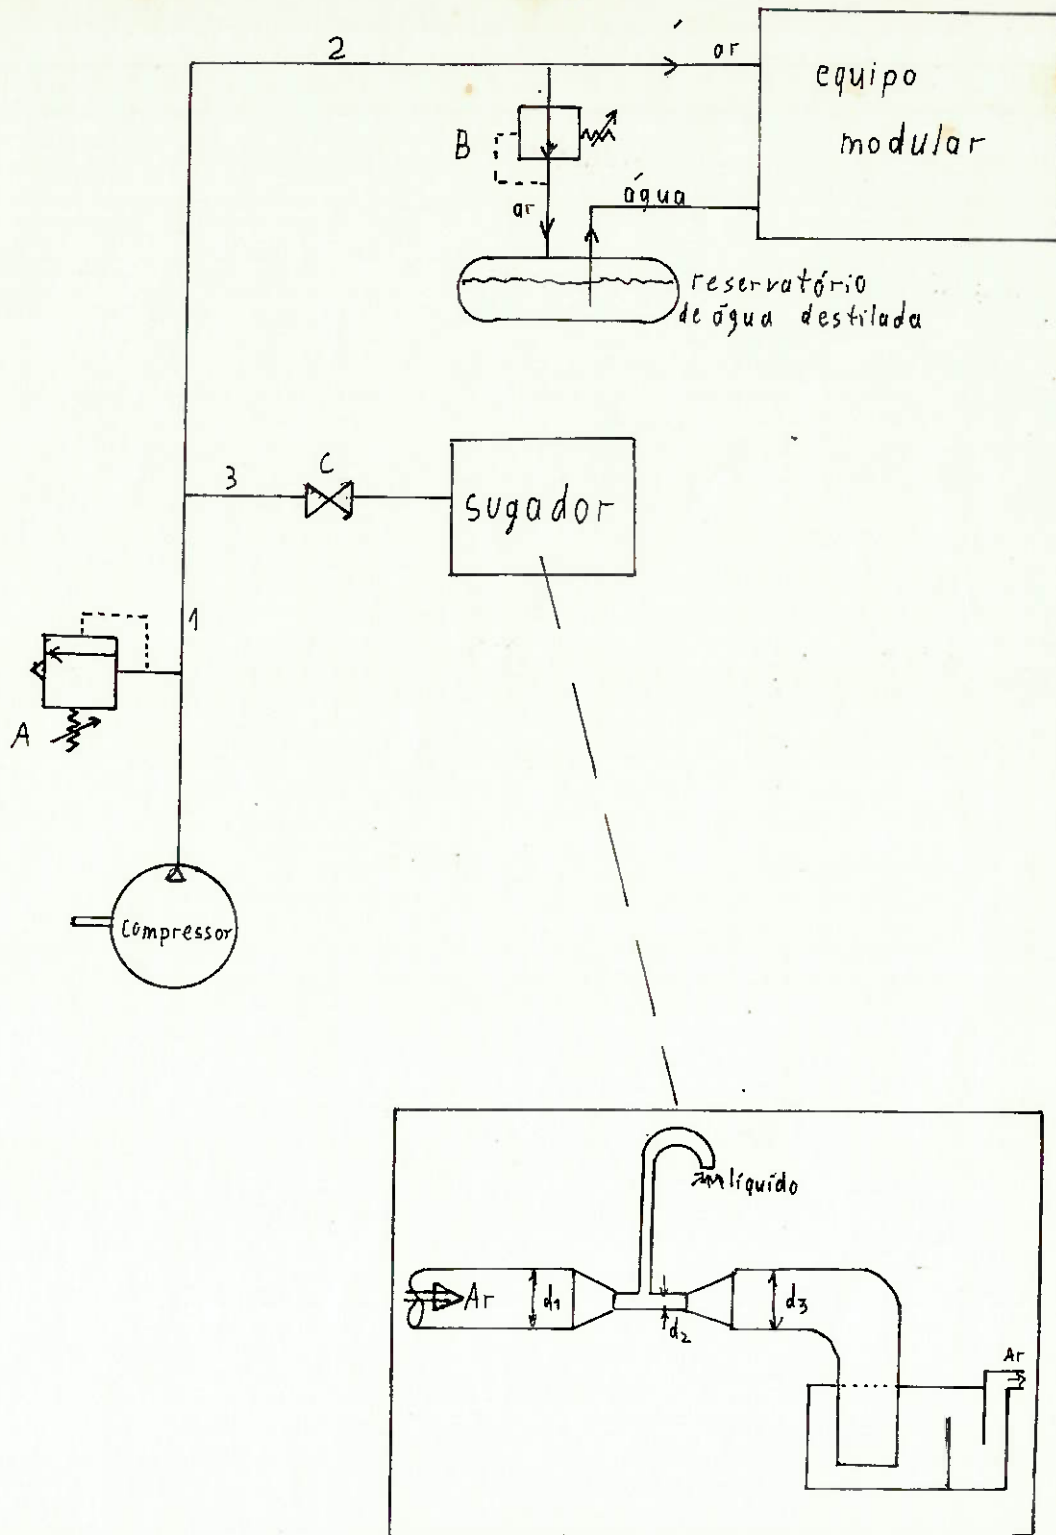 2
ar
equipo
modular
B
água
ar
reservatório
de água destilada
3
C
sugador
1
A
compressor
líquido
Ar
d1
d2
d3
Ar